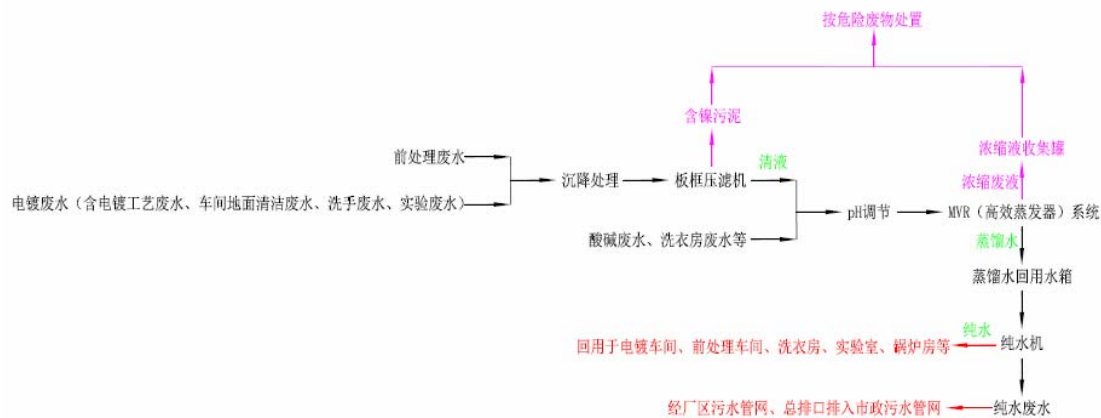 按危险废物处置
含镍污泥
浓缩液收集罐
前处理废水
清液
浓缩废液
沉降处理
板框压滤机
电镀废水（含电镀工艺废水、车间地面清洁废水、洗手废水、实验废水）
pH调节
MVR（高效蒸发器）系统
酸碱废水、洗衣房废水等
蒸馏水
蒸馏水回用水箱
纯水
回用于电镀车间、前处理车间、洗衣房、实验室、锅炉房等
纯水机
经厂区污水管网、总排口排入市政污水管网
纯水废水